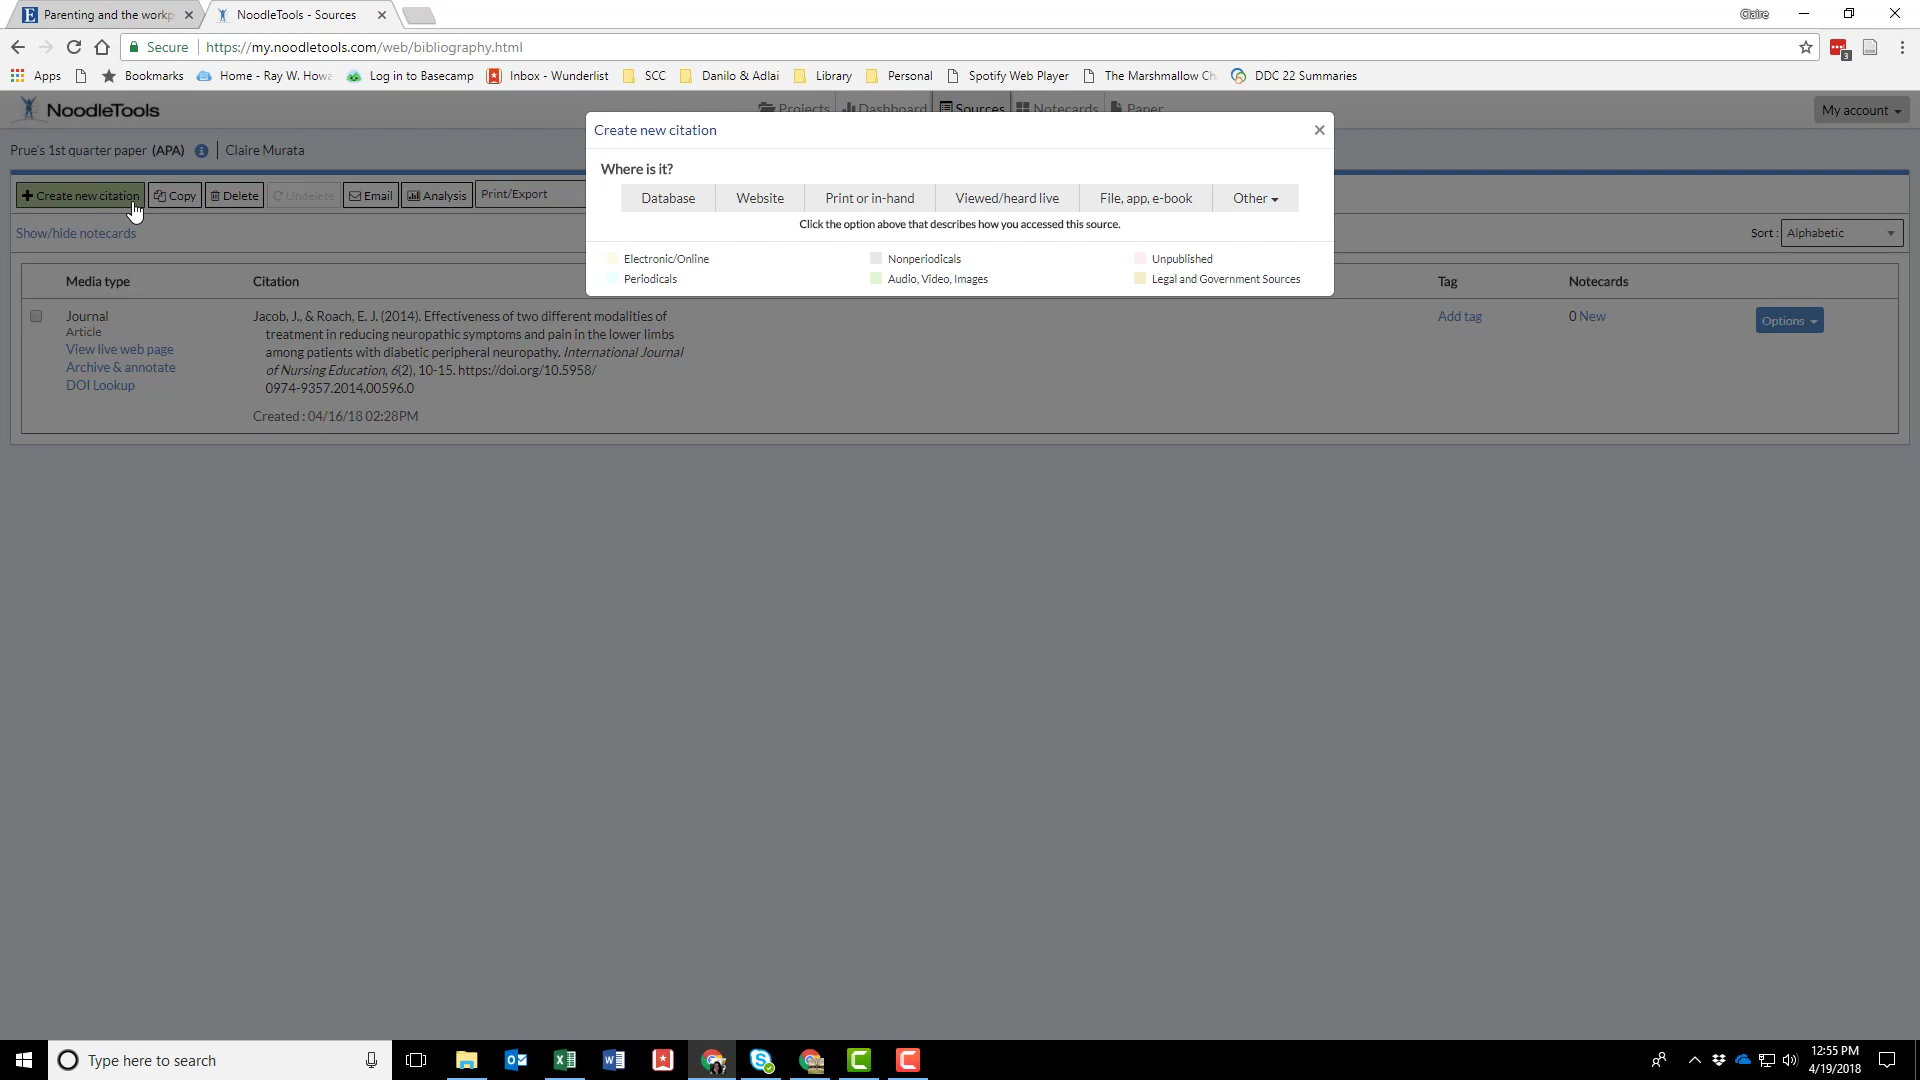 Parenting and the workp
NoodleTools - Sources
Claire
Secure
https://my.noodletools.com/web/bibliography.html
3
Apps
Bookmarks
Home - Ray W. Howa
Log in to Basecamp
Inbox - Wunderlist
SCC
Danilo & Adlai
Library
Personal
Spotify Web Player
The Marshmallow Ch
DDC 22 Summaries
NoodleTools
Projects
Dashboard
Sources
Notecards
Paper
My account
Prue's 1st quarter paper (APA)
Claire Murata
Create new citation
Copy
Delete
Undelete
Email
Analysis
Print/Export
Show/hide notecards
Sort :
Alphabetic
Create new citation
Where is it?
Database
Website
Print or in-hand
Viewed/heard live
File, app, e-book
Other
Click the option above that describes how you accessed this source.
Electronic/Online
Nonperiodicals
Unpublished
Periodicals
Audio, Video, Images
Legal and Government Sources
Media type
Citation
Tag
Notecards
Journal
Article
View live web page
Archive & annotate
DOI Lookup
Jacob, J., & Roach, E. J. (2014). Effectiveness of two different modalities of
treatment in reducing neuropathic symptoms and pain in the lower limbs
among patients with diabetic peripheral neuropathy. International Journal
of Nursing Education, 6(2), 10-15. https://doi.org/10.5958/
0974-9357.2014.00596.0
Created : 04/16/18 02:28PM
Add tag
0 New
Options
Type here to search
12:55 PM
4/19/2018